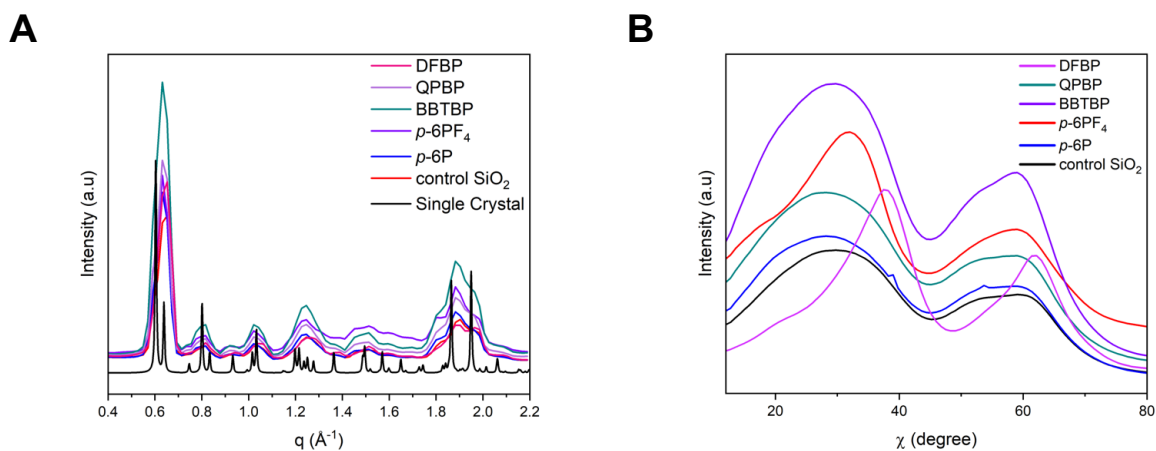 A
B
DFBP
QPBP
BBTBP
p-6PF₄
p-6P
control SiO₂
Single Crystal
Intensity (a.u)
0.4 0.6 0.8 1.0 1.2 1.4 1.6 1.8 2.0 2.2
q (Å⁻¹)
DFBP
QPBP
BBTBP
p-6PF₄
p-6P
control SiO₂
Intensity (a.u)
20 40 60 80
χ (degree)